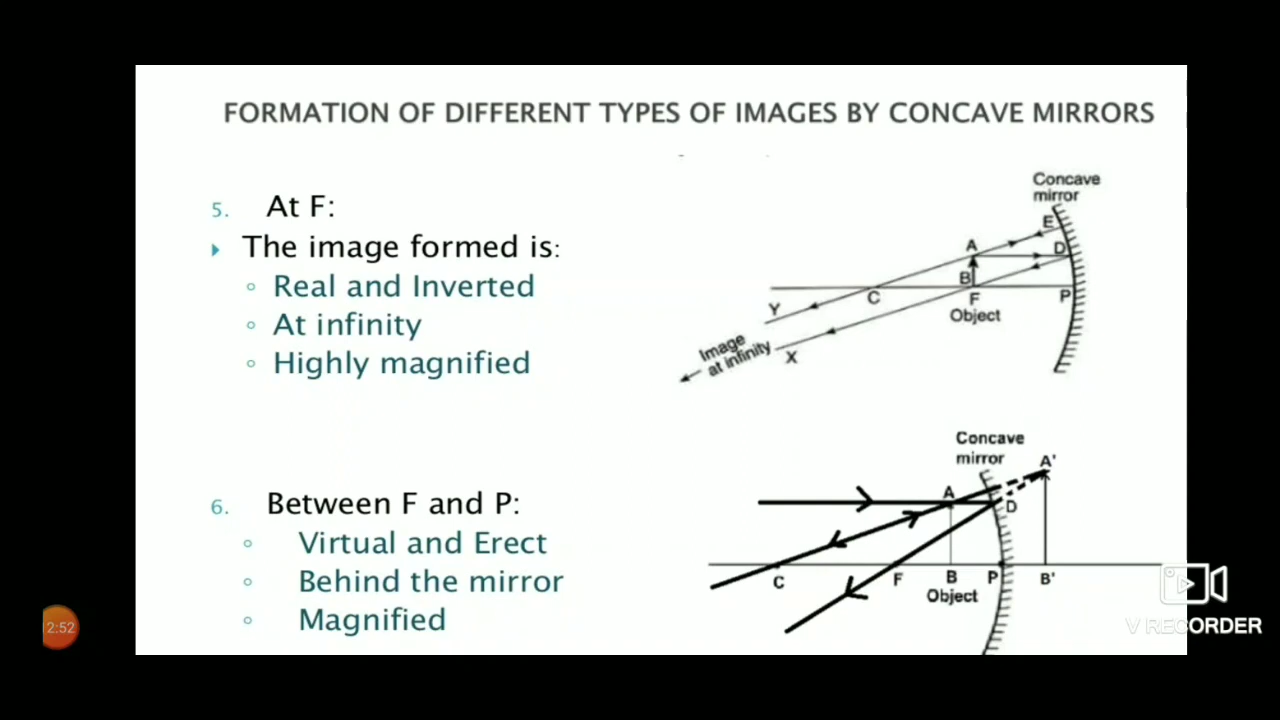 FORMATION OF DIFFERENT TYPES OF IMAGES BY CONCAVE MIRRORS
5. At F:
The image formed is:
Real and Inverted
At infinity
Highly magnified
Concave
mirror
E
A
D
B
C
F
P
Object
Y
X
Image
at infinity
6. Between F and P:
Virtual and Erect
Behind the mirror
Magnified
Concave
mirror
A'
A
D
C
F
B
P
B'
Object
2:52
V RECORDER